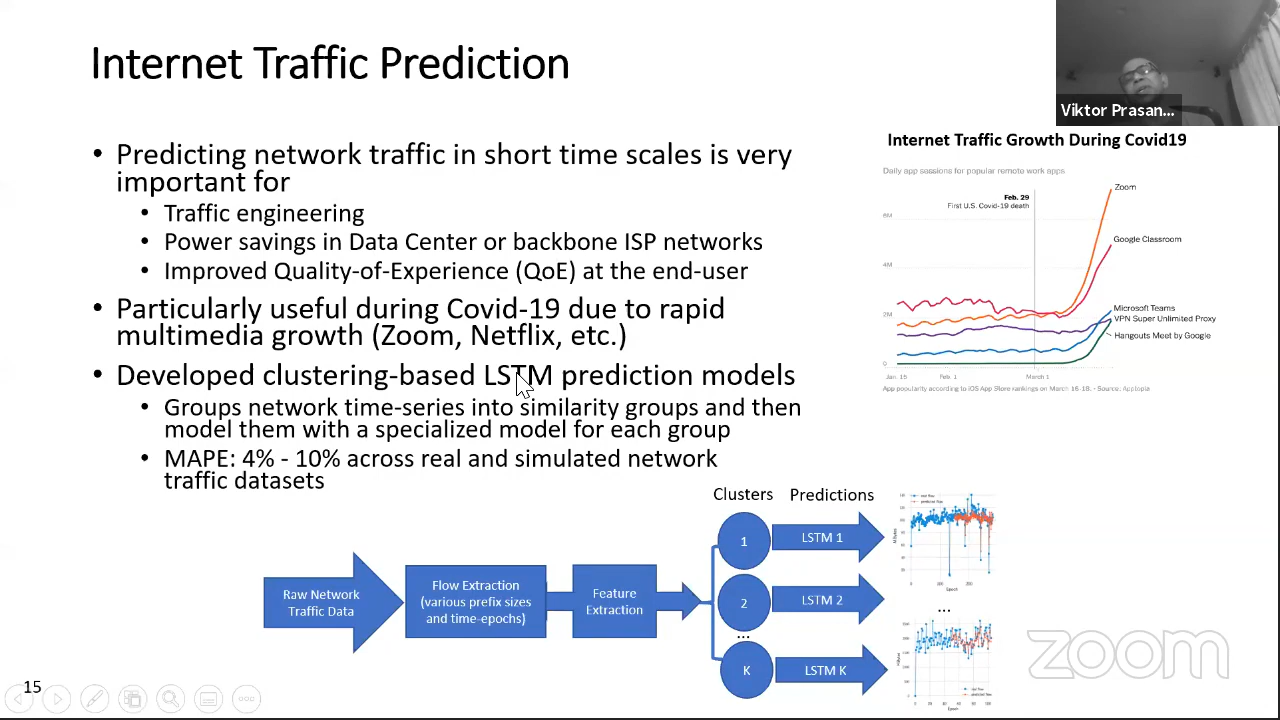 Internet Traffic Prediction
Viktor Prasan...
• Predicting network traffic in short time scales is very
important for
• Traffic engineering
• Power savings in Data Center or backbone ISP networks
• Improved Quality-of-Experience (QoE) at the end-user
• Particularly useful during Covid-19 due to rapid
multimedia growth (Zoom, Netflix, etc.)
• Developed clustering-based LSTM prediction models
• Groups network time-series into similarity groups and then
model them with a specialized model for each group
• MAPE: 4% - 10% across real and simulated network
traffic datasets
Internet Traffic Growth During Covid19
Daily app sessions for popular remote work apps
Feb. 29
First U.S. Covid-19 death
Zoom
Google Classroom
Microsoft Teams
VPN Super Unlimited Proxy
Hangouts Meet by Google
4M
2M
0
Jan. 15 Feb. 1 March 1
App popularity according to iOS App Store rankings on March 16-18. • Source: Apptopia
Clusters Predictions
Raw Network
Traffic Data
Flow Extraction
(various prefix sizes
and time-epochs)
Feature
Extraction
1
LSTM 1
2
LSTM 2
...
...
K
LSTM K
Epoch
Epoch
zoom
15